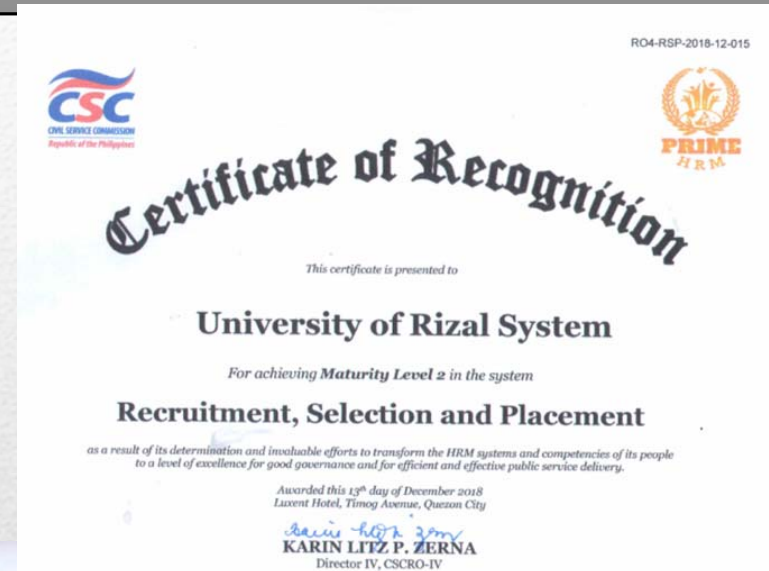 RO4-RSP-2018-12-015
CSC
CIVIL SERVICE COMMISSION
Republic of the Philippines
PRIME
HRM
Certificate of Recognition
This certificate is presented to
University of Rizal System
For achieving Maturity Level 2 in the system
Recruitment, Selection and Placement
as a result of its determination and invaluable efforts to transform the HRM systems and competencies of its people
to a level of excellence for good governance and for efficient and effective public service delivery.
Awarded this 13th day of December 2018
Luxent Hotel, Timog Avenue, Quezon City
KARIN LITZ P. ZERNA
Director IV, CSCRO-IV